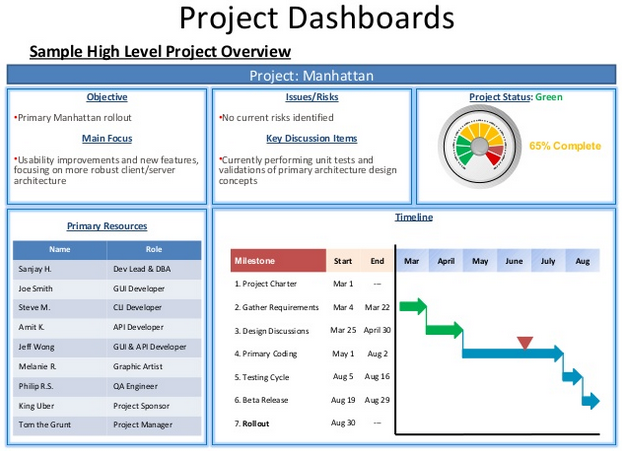 Project Dashboards
Sample High Level Project Overview
Project: Manhattan
Objective
•Primary Manhattan rollout
Main Focus
•Usability improvements and new features,
focusing on more robust client/server
architecture
Issues/Risks
•No current risks identified
Key Discussion Items
•Currently performing unit tests and
validations of primary architecture design
concepts
Project Status: Green
65% Complete
Primary Resources
Name Role
Sanjay H. Dev Lead & DBA
Joe Smith GUI Developer
Steve M. CLI Developer
Amit K. API Developer
Jeff Wong GUI & API Developer
Melanie R. Graphic Artist
Philip R.S. QA Engineer
King Uber Project Sponsor
Tom the Grunt Project Manager
Timeline
Milestone Start End Mar April May June July Aug
1. Project Charter Mar 1 ---
2. Gather Requirements Mar 4 Mar 22
3. Design Discussions Mar 25 April 30
4. Primary Coding May 1 Aug 2
5. Testing Cycle Aug 5 Aug 16
6. Beta Release Aug 19 Aug 29
7. Rollout Aug 30 ---